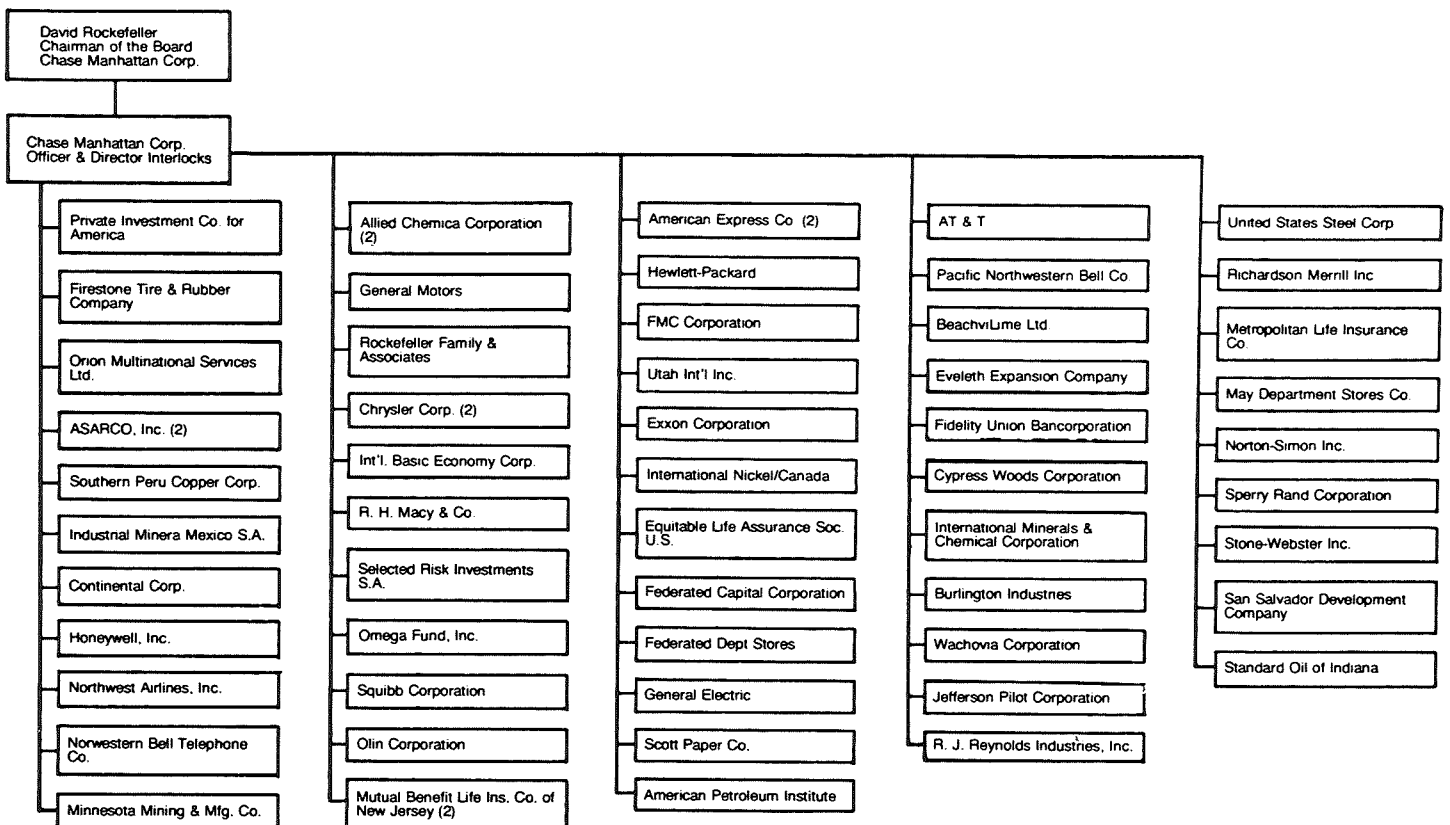 David Rockefeller
Chairman of the Board
Chase Manhattan Corp.
Chase Manhattan Corp.
Officer & Director Interlocks
Private Investment Co. for
America
Firestone Tire & Rubber
Company
Orion Multinational Services
Ltd.
ASARCO, Inc. (2)
Southern Peru Copper Corp.
Industrial Minera Mexico S.A.
Continental Corp.
Honeywell, Inc.
Northwest Airlines, Inc.
Norwestern Bell Telephone
Co.
Minnesota Mining & Mfg. Co.
Allied Chemica Corporation
(2)
General Motors
Rockefeller Family &
Associates
Chrysler Corp. (2)
Int'l. Basic Economy Corp.
R. H. Macy & Co.
Selected Risk Investments
S.A.
Omega Fund, Inc.
Squibb Corporation
Olin Corporation
Mutual Benefit Life Ins. Co. of
New Jersey (2)
American Express Co (2)
Hewlett-Packard
FMC Corporation
Utah Int'l Inc.
Exxon Corporation
International Nickel/Canada
Equitable Life Assurance Soc.
U.S.
Federated Capital Corporation
Federated Dept Stores
General Electric
Scott Paper Co.
American Petroleum Institute
AT & T
Pacific Northwestern Bell Co
BeachviLime Ltd.
Eveleth Expansion Company
Fidelity Union Bancorporation
Cypress Woods Corporation
International Minerals &
Chemical Corporation
Burlington Industries
Wachovia Corporation
Jefferson Pilot Corporation
R. J. Reynolds Industries, Inc.
United States Steel Corp
Richardson Merrill Inc
Metropolitan Life Insurance
Co.
May Department Stores Co.
Norton-Simon Inc.
Sperry Rand Corporation
Stone-Webster Inc.
San Salvador Development
Company
Standard Oil of Indiana